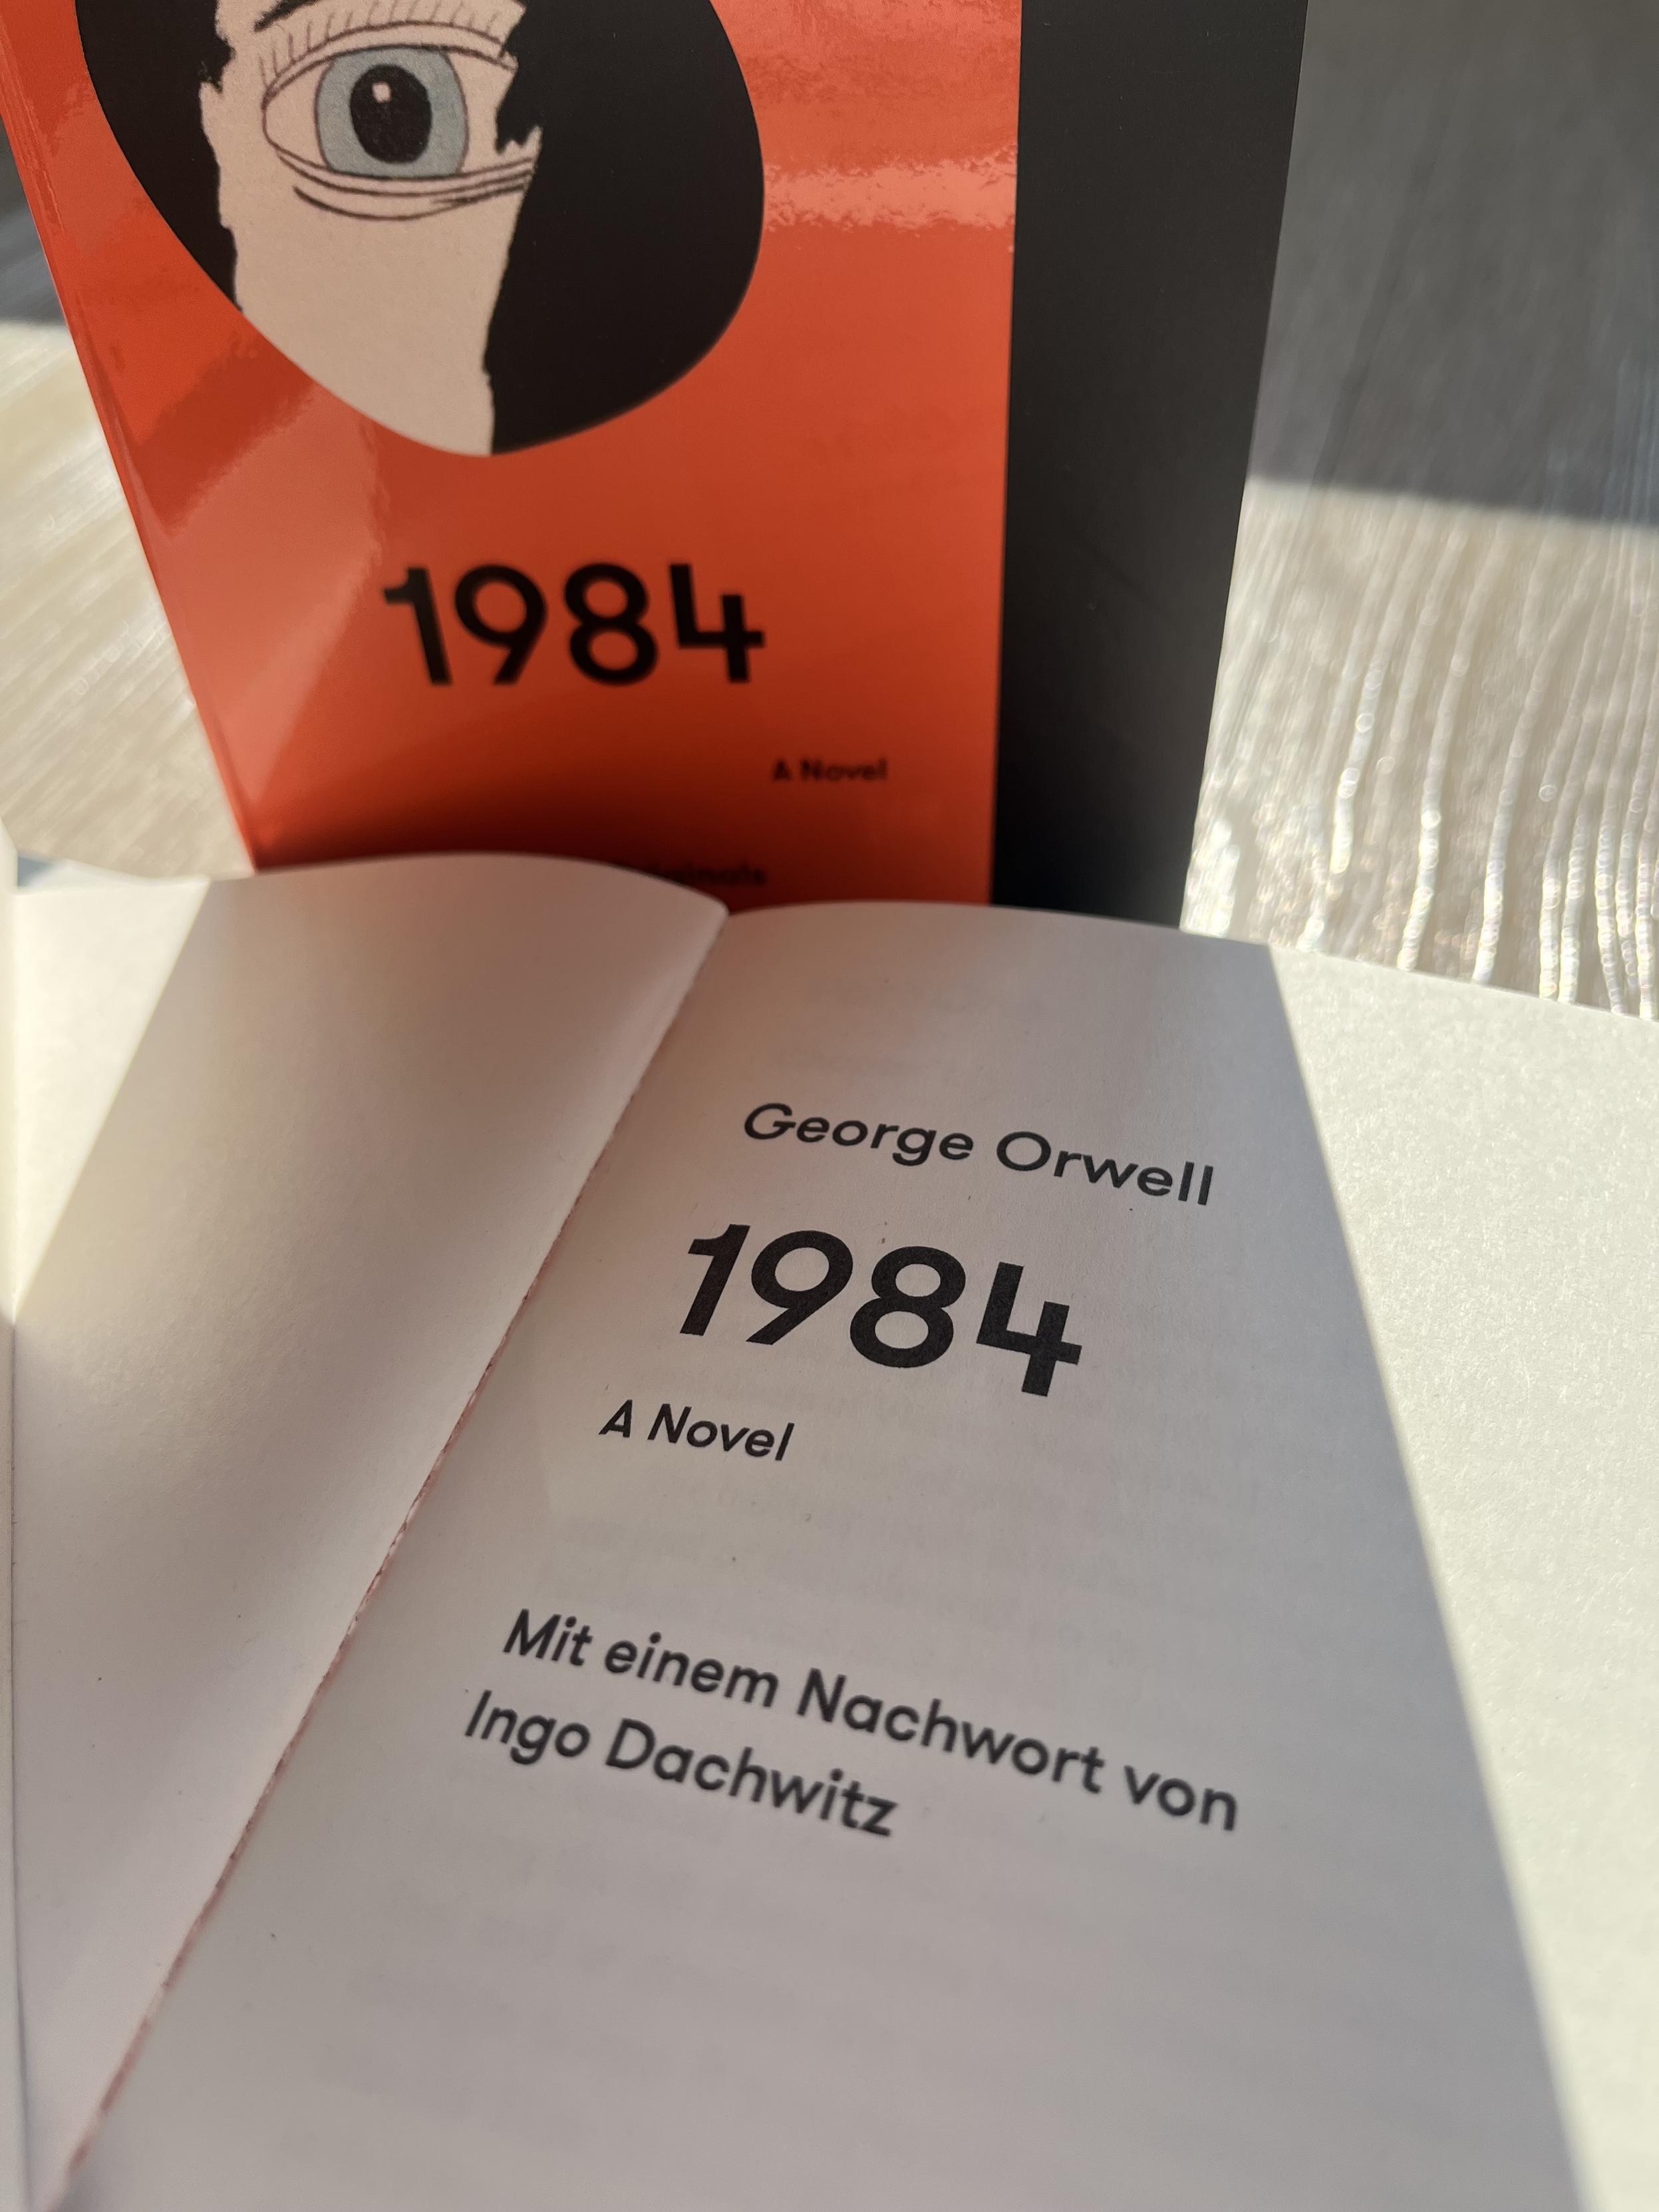 1984
A Novel
George Orwell
1984
A Novel
Mit einem Nachwort von
Ingo Dachwitz